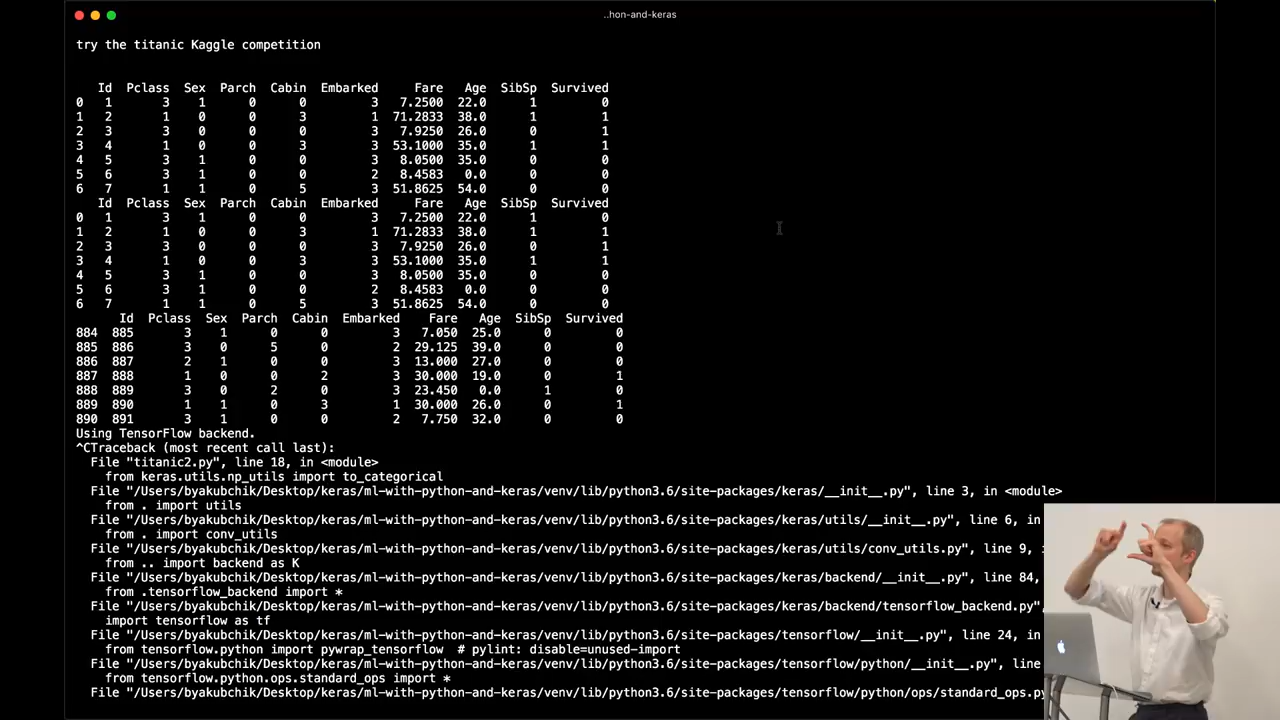 ..hon-and-keras
try the titanic Kaggle competition
Id Pclass Sex Parch Cabin Embarked Fare Age SibSp Survived
0 1 3 1 0 0 3 7.2500 22.0 1 0
1 2 1 0 0 3 1 71.2833 38.0 1 1
2 3 3 0 0 0 3 7.9250 26.0 0 1
3 4 1 0 0 3 3 53.1000 35.0 1 1
4 5 3 1 0 0 3 8.0500 35.0 0 0
5 6 3 1 0 0 2 8.4583 0.0 0 0
6 7 1 1 0 5 3 51.8625 54.0 0 0
Id Pclass Sex Parch Cabin Embarked Fare Age SibSp Survived
0 1 3 1 0 0 3 7.2500 22.0 1 0
1 2 1 0 0 3 1 71.2833 38.0 1 1
2 3 3 0 0 0 3 7.9250 26.0 0 1
3 4 1 0 0 3 3 53.1000 35.0 1 1
4 5 3 1 0 0 3 8.0500 35.0 0 0
5 6 3 1 0 0 2 8.4583 0.0 0 0
6 7 1 1 0 5 3 51.8625 54.0 0 0
Id Pclass Sex Parch Cabin Embarked Fare Age SibSp Survived
884 885 3 1 0 0 3 7.050 25.0 0 0
885 886 3 0 5 0 2 29.125 39.0 0 0
886 887 2 1 0 0 3 13.000 27.0 0 0
887 888 1 0 0 2 3 30.000 19.0 0 1
888 889 3 0 2 0 3 23.450 0.0 1 0
889 890 1 1 0 3 1 30.000 26.0 0 1
890 891 3 1 0 0 2 7.750 32.0 0 0
Using TensorFlow backend.
^CTraceback (most recent call last):
File "titanic2.py", line 18, in <module>
from keras.utils.np_utils import to_categorical
File "/Users/byakubchik/Desktop/keras/ml-with-python-and-keras/venv/lib/python3.6/site-packages/keras/__init__.py", line 3, in <module>
from . import utils
File "/Users/byakubchik/Desktop/keras/ml-with-python-and-keras/venv/lib/python3.6/site-packages/keras/utils/__init__.py", line 6, in
from . import conv_utils
File "/Users/byakubchik/Desktop/keras/ml-with-python-and-keras/venv/lib/python3.6/site-packages/keras/utils/conv_utils.py", line 9, in
from .. import backend as K
File "/Users/byakubchik/Desktop/keras/ml-with-python-and-keras/venv/lib/python3.6/site-packages/keras/backend/__init__.py", line 84,
from .tensorflow_backend import *
File "/Users/byakubchik/Desktop/keras/ml-with-python-and-keras/venv/lib/python3.6/site-packages/keras/backend/tensorflow_backend.py",
import tensorflow as tf
File "/Users/byakubchik/Desktop/keras/ml-with-python-and-keras/venv/lib/python3.6/site-packages/tensorflow/__init__.py", line 24, in
from tensorflow.python import pywrap_tensorflow # pylint: disable=unused-import
File "/Users/byakubchik/Desktop/keras/ml-with-python-and-keras/venv/lib/python3.6/site-packages/tensorflow/python/__init__.py", line
from tensorflow.python.ops.standard_ops import *
File "/Users/byakubchik/Desktop/keras/ml-with-python-and-keras/venv/lib/python3.6/site-packages/tensorflow/python/ops/standard_ops.py